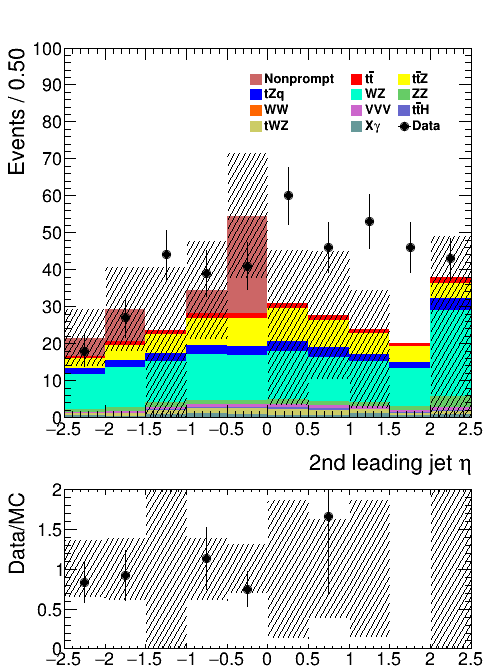 Events / 0.50
100
90
80
70
60
50
40
30
20
10
0
Nonprompt tt̄ tt̄Z
tZq WZ ZZ
WW VVV tt̄H
tWZ Xγ Data
−2.5 −2 −1.5 −1 −0.5 0 0.5 1 1.5 2 2.5
2nd leading jet η
Data/MC
2
1.5
1
0.5
0
−2.5 −2 −1.5 −1 −0.5 0 0.5 1 1.5 2 2.5